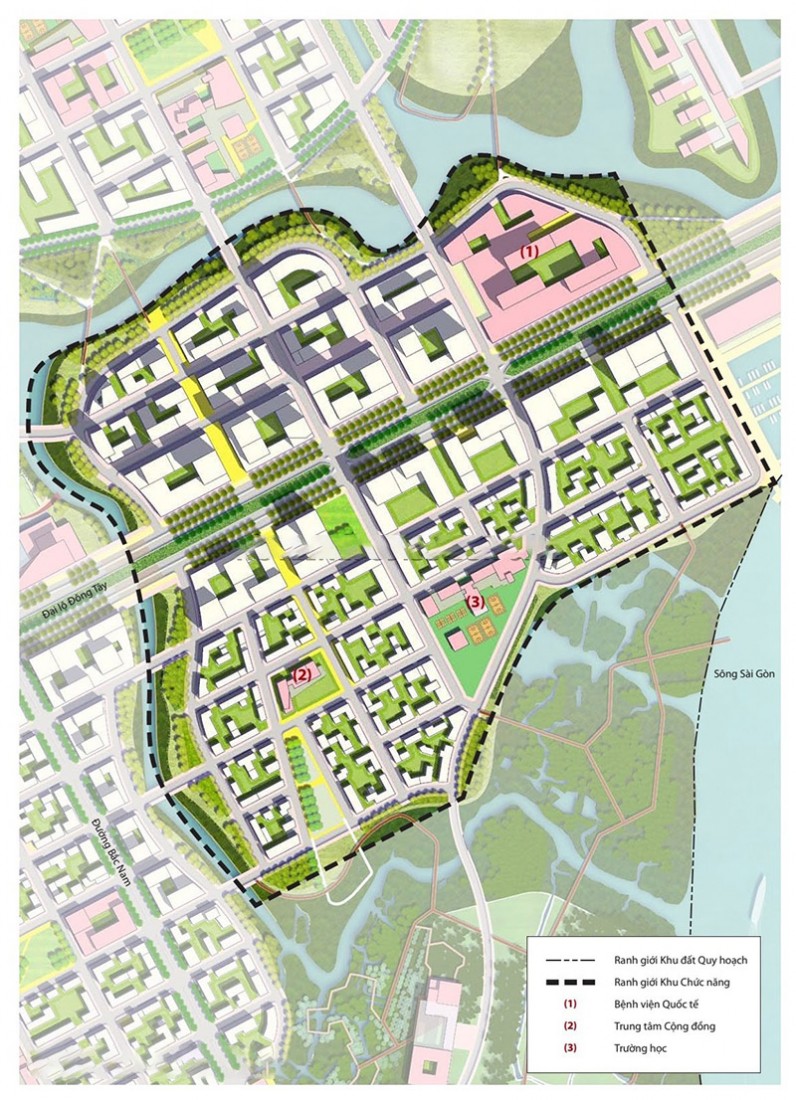 (1)
Đại lộ Đông Tây
(3)
(2)
Sông Sài Gòn
Đường Bắc Nam
Ranh giới Khu đất Quy hoạch
Ranh giới Khu Chức năng
(1) Bệnh viện Quốc tế
(2) Trung tâm Cộng đồng
(3) Trường học